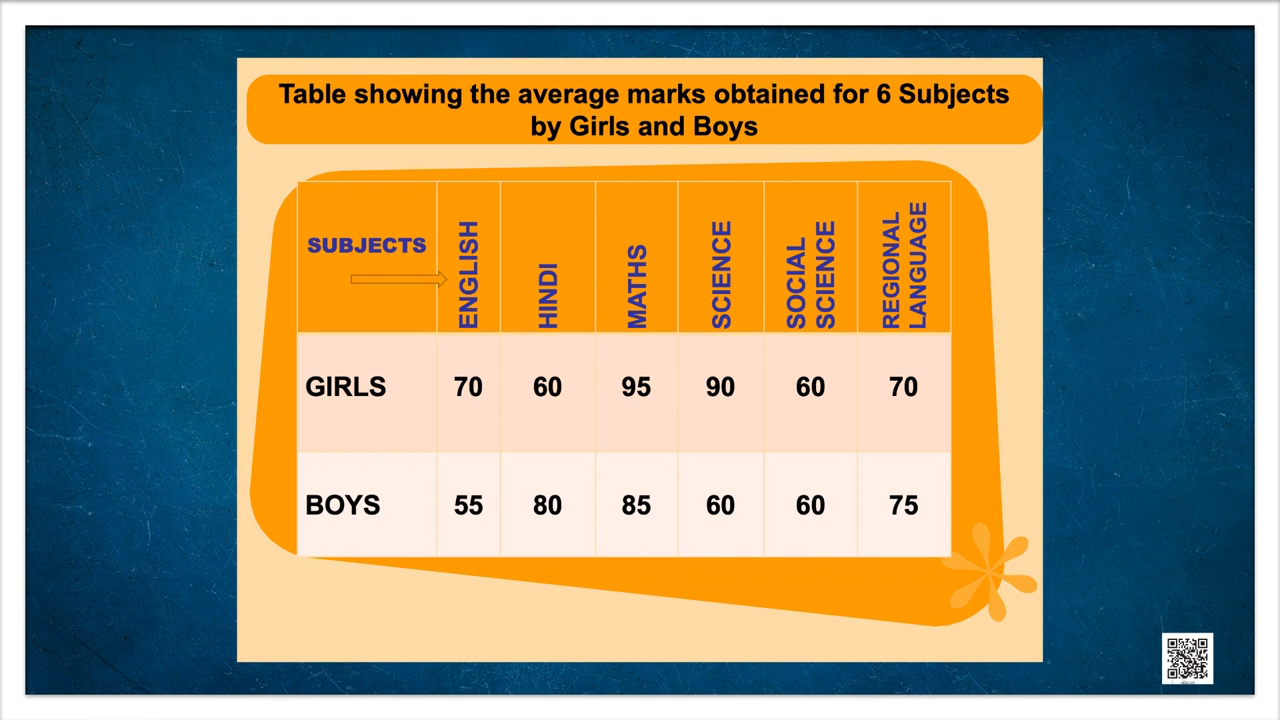 Table showing the average marks obtained for 6 Subjects
by Girls and Boys
SUBJECTS ENGLISH HINDI MATHS SCIENCE SOCIAL SCIENCE REGIONAL LANGUAGE
GIRLS 70 60 95 90 60 70
BOYS 55 80 85 60 60 75